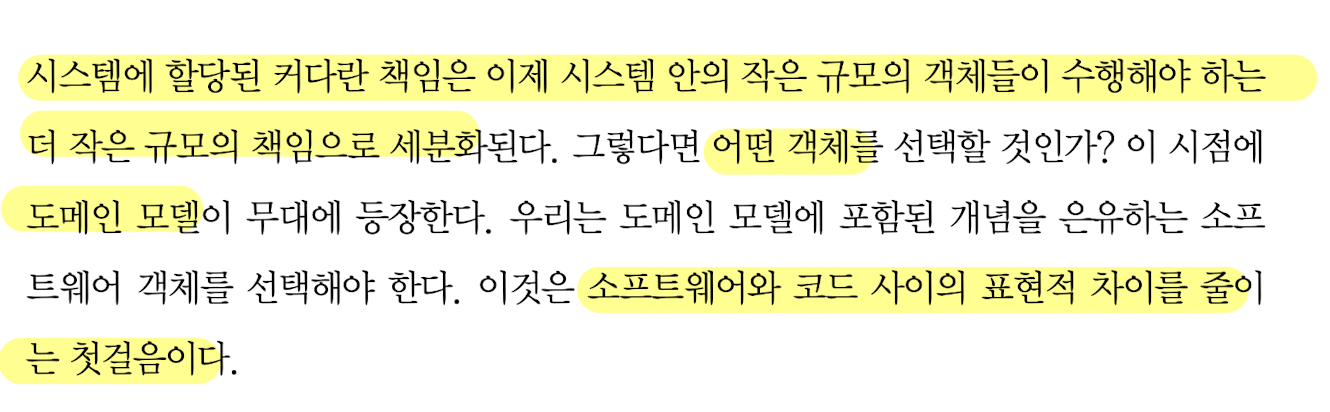 시스템에 할당된 커다란 책임은 이제 시스템 안의 작은 규모의 객체들이 수행해야 하는
더 작은 규모의 책임으로 세분화된다. 그렇다면 어떤 객체를 선택할 것인가? 이 시점에
도메인 모델이 무대에 등장한다. 우리는 도메인 모델에 포함된 개념을 은유하는 소프
트웨어 객체를 선택해야 한다. 이것은 소프트웨어와 코드 사이의 표현적 차이를 줄이
는 첫걸음이다.